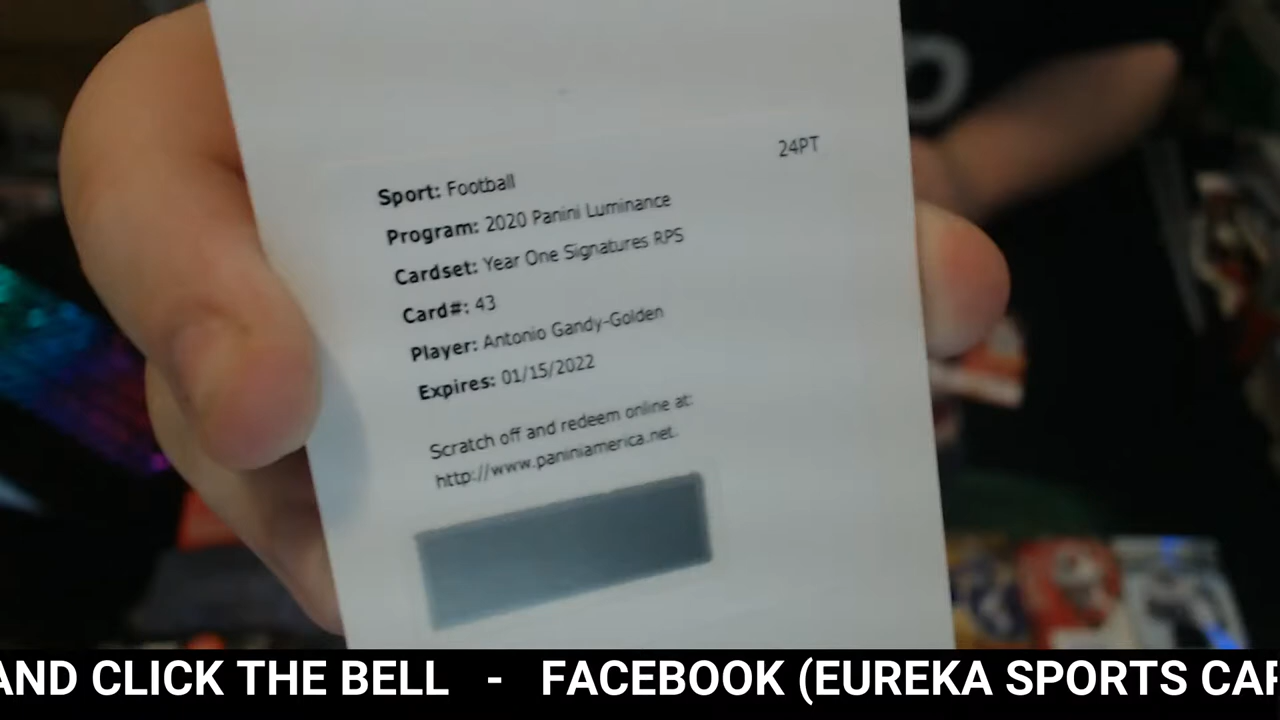 24PT
Sport: Football
Program: 2020 Panini Luminance
Cardset: Year One Signatures RPS
Card#: 43
Player: Antonio Gandy-Golden
Expires: 01/15/2022
Scratch off and redeem online at:
http://www.paniniamerica.net.
AND CLICK THE BELL - FACEBOOK (EUREKA SPORTS CAR